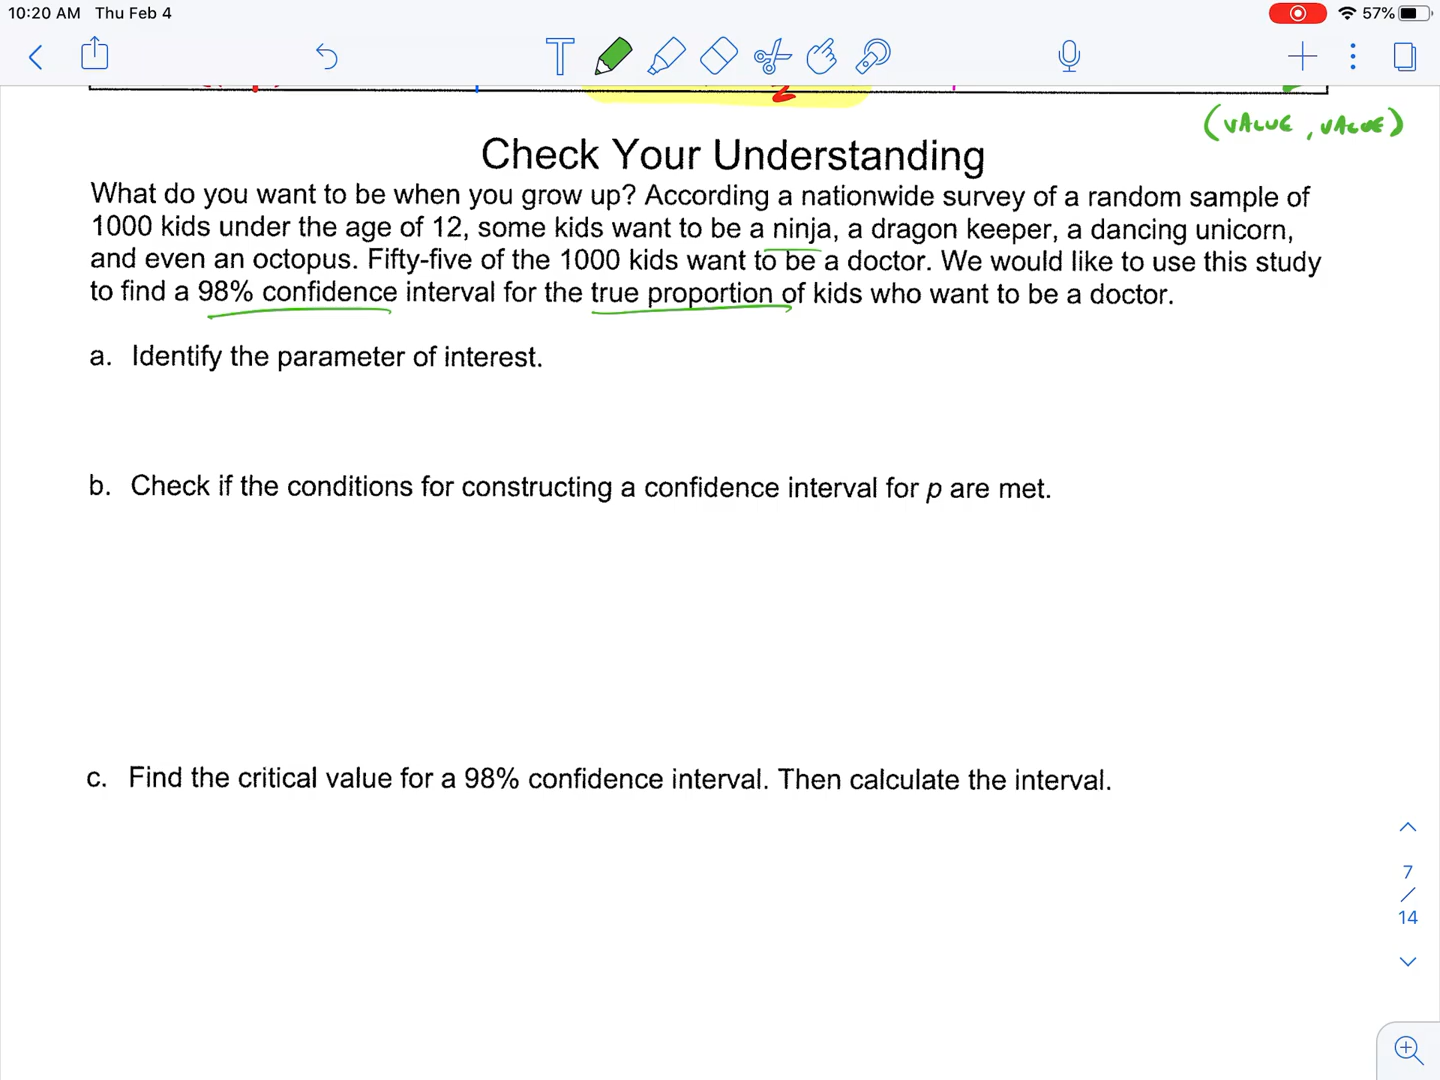 10:20 AM Thu Feb 4
57%
(VALUE, VALUE)
Check Your Understanding
What do you want to be when you grow up? According a nationwide survey of a random sample of
1000 kids under the age of 12, some kids want to be a ninja, a dragon keeper, a dancing unicorn,
and even an octopus. Fifty-five of the 1000 kids want to be a doctor. We would like to use this study
to find a 98% confidence interval for the true proportion of kids who want to be a doctor.
a. Identify the parameter of interest.
b. Check if the conditions for constructing a confidence interval for p are met.
c. Find the critical value for a 98% confidence interval. Then calculate the interval.
7
/
14